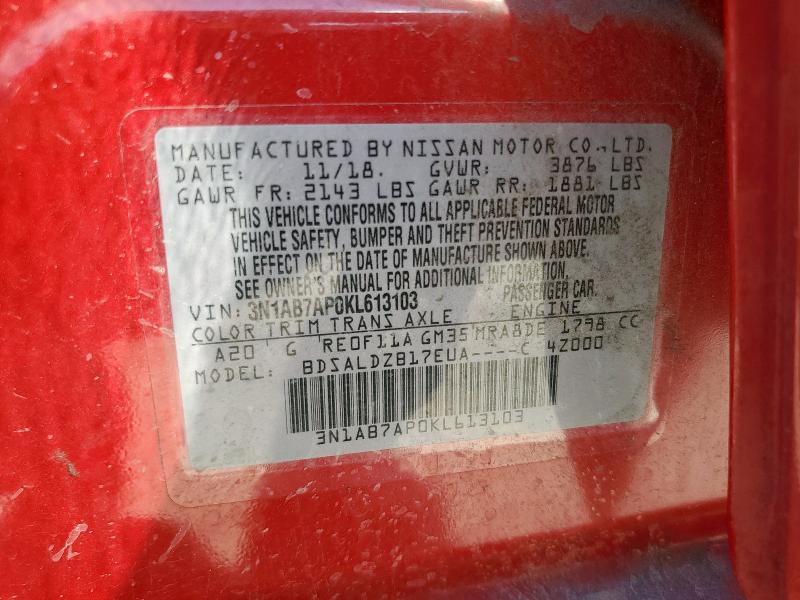 MANUFACTURED BY NISSAN MOTOR CO.,LTD.
DATE: 11/18. GVWR: 3876 LBS
GAWR FR: 2143 LBS GAWR RR: 1881 LBS
THIS VEHICLE CONFORMS TO ALL APPLICABLE FEDERAL MOTOR
VEHICLE SAFETY, BUMPER AND THEFT PREVENTION STANDARDS
IN EFFECT ON THE DATE OF MANUFACTURE SHOWN ABOVE.
SEE OWNER'S MANUAL FOR ADDITIONAL INFORMATION.
VIN: 3N1AB7AP0KL613103 PASSENGER CAR.
COLOR TRIM TRANS AXLE ENGINE
A20 G RE0F11A GM35 MRA8DE 1798 CC
MODEL: BDSALDZB17EUA----C 4Z000
3N1AB7AP0KL613103